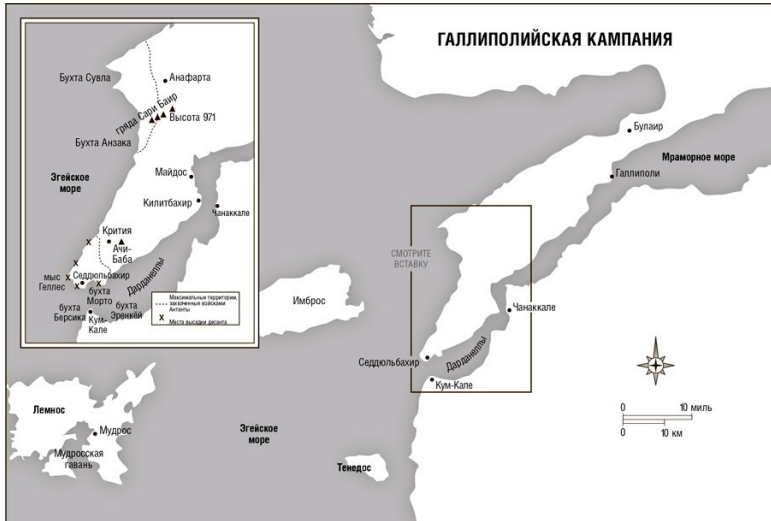 ГАЛЛИПОЛИЙСКАЯ КАМПАНИЯ
Бухта Сувла
Анафарта
гряда Сари Баир
Высота 971
Бухта Анзака
Эгейское
море
Майдос
Килитбахир
Чанаккале
Крития
Ачи-
Баба
мыс
Геллес
Седдюльбахир
бухта
Морто
Дарданеллы
бухта
Берсика
Кум-
Кале
бухта
Эренкёй
Максимальные территории,
захваченные войсками
Антанты
X
Места высадки десанта
Булаир
Мраморное море
Галлиполи
СМОТРИТЕ
ВСТАВКУ
Имброс
Чанаккале
Седдюльбахир
Дарданеллы
Кум-Кале
Лемнос
Мудрос
Мудросская
гавань
Эгейское
море
Тенедос
0 10 миль
0 10 км